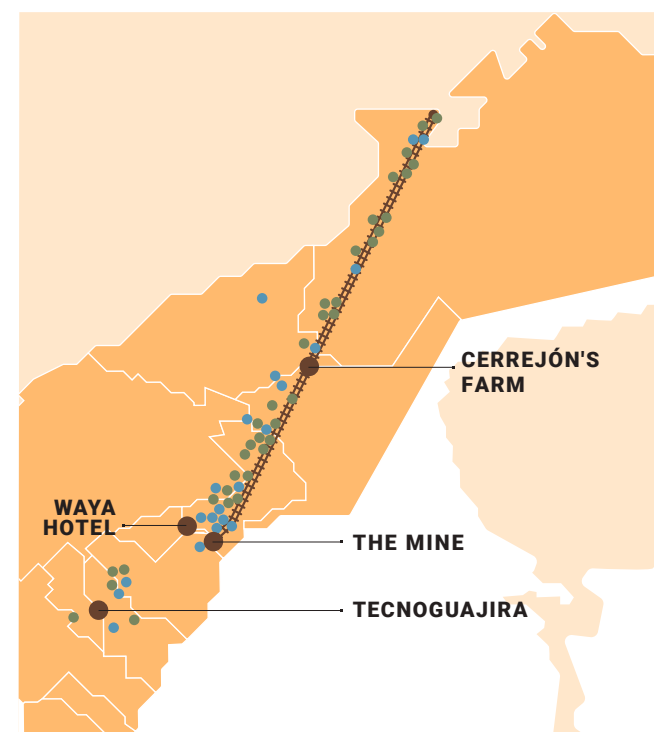 CERREJÓN'S
FARM
WAYA
HOTEL
THE MINE
TECNOGUAJIRA